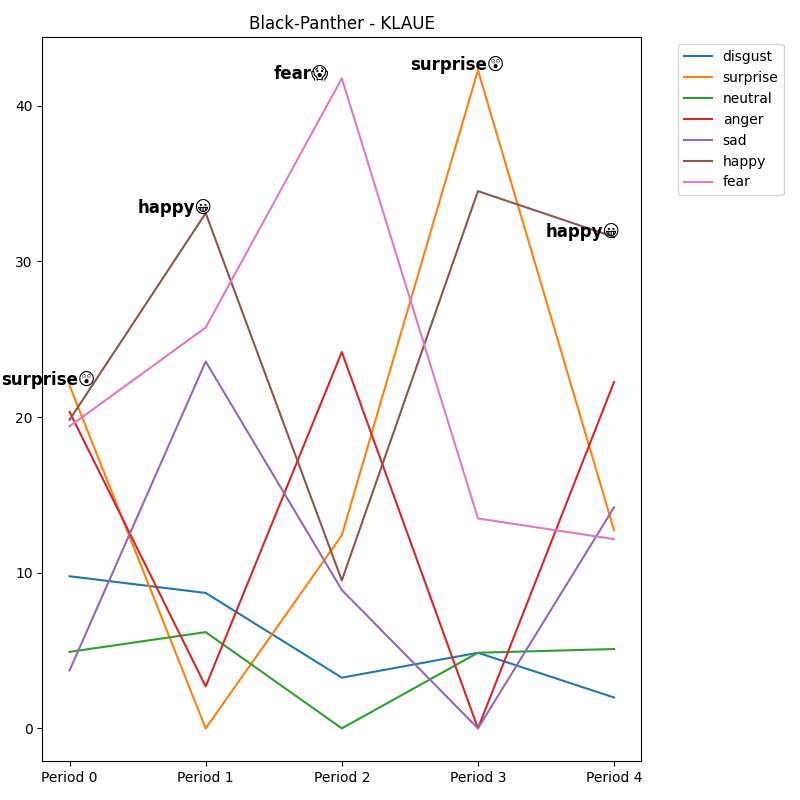 Black-Panther - KLAUE
disgust
surprise
neutral
anger
sad
happy
fear
surprise😲
happy😀
fear😱
surprise😲
happy😀
40
30
20
10
0
Period 0 Period 1 Period 2 Period 3 Period 4